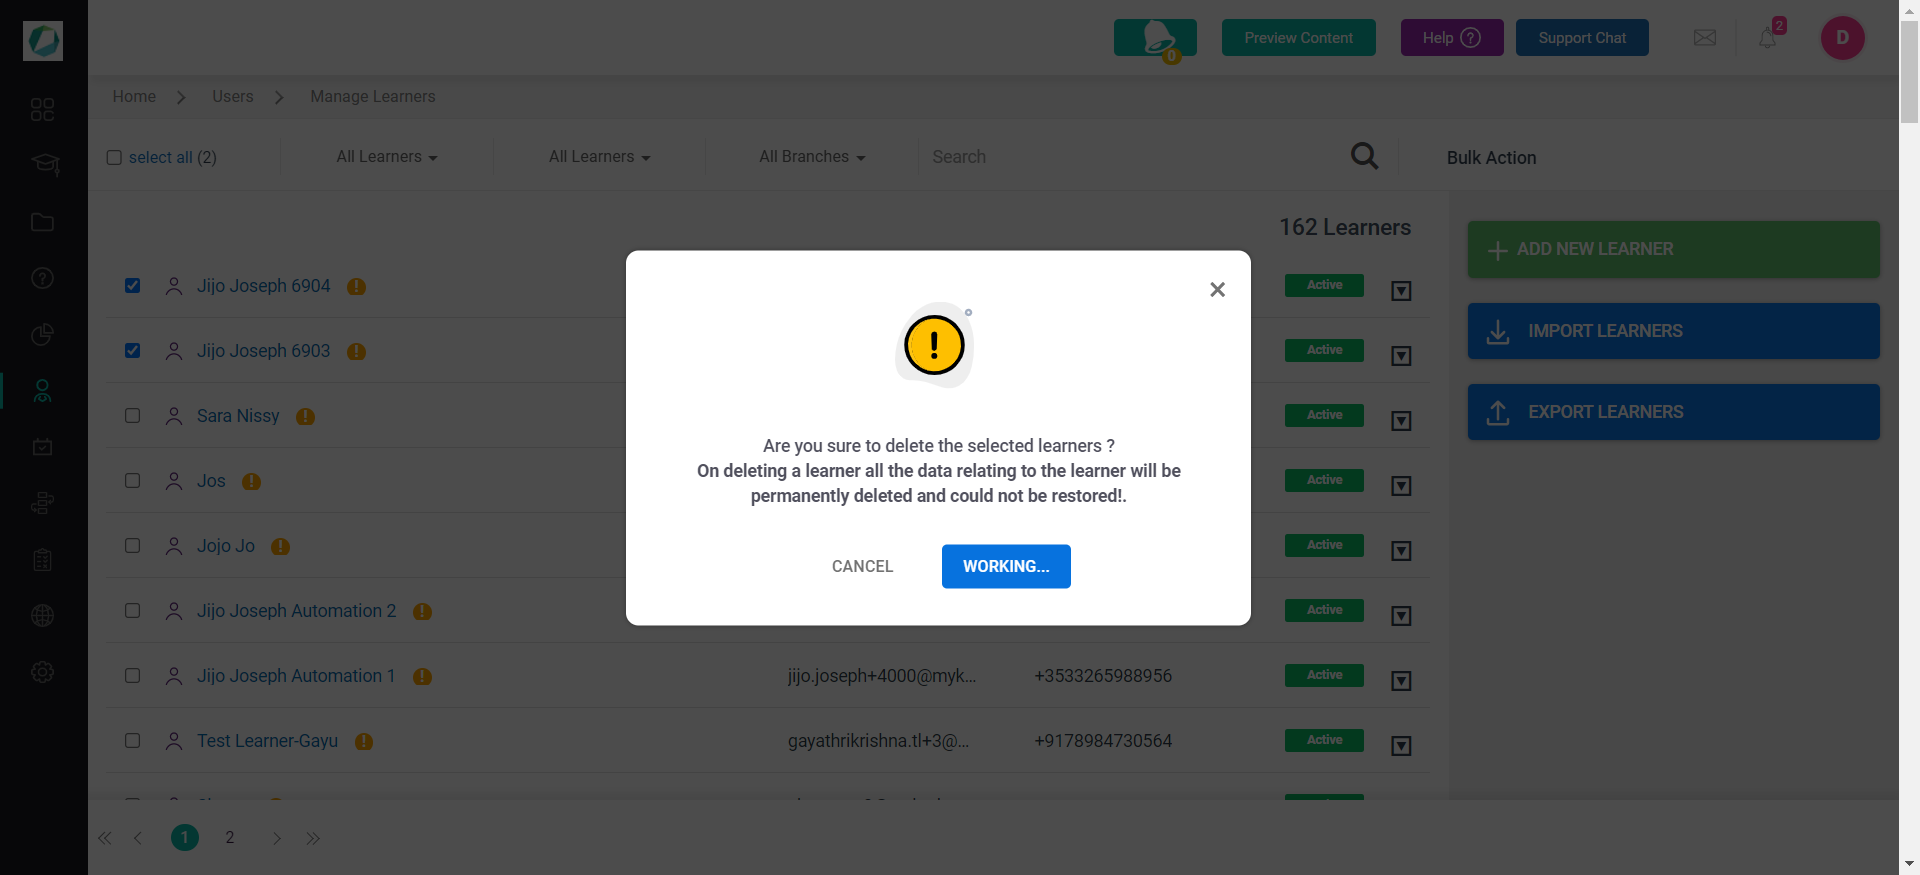 0
Preview Content
Help ?
Support Chat
2
D
Home > Users > Manage Learners
select all (2)
All Learners
All Learners
All Branches
Search
Bulk Action
162 Learners
ADD NEW LEARNER
IMPORT LEARNERS
EXPORT LEARNERS
Jijo Joseph 6904 ! Active
Jijo Joseph 6903 ! Active
Sara Nissy ! Active
Jos ! Active
Jojo Jo ! Active
Jijo Joseph Automation 2 ! Active
Jijo Joseph Automation 1 ! jijo.joseph+4000@myk... +3533265988956 Active
Test Learner-Gayu ! gayathrikrishna.tl+3@... +9178984730564 Active
×
!
Are you sure to delete the selected learners ?
On deleting a learner all the data relating to the learner will be
permanently deleted and could not be restored!.
CANCEL
WORKING...
« ‹ 1 2 › »